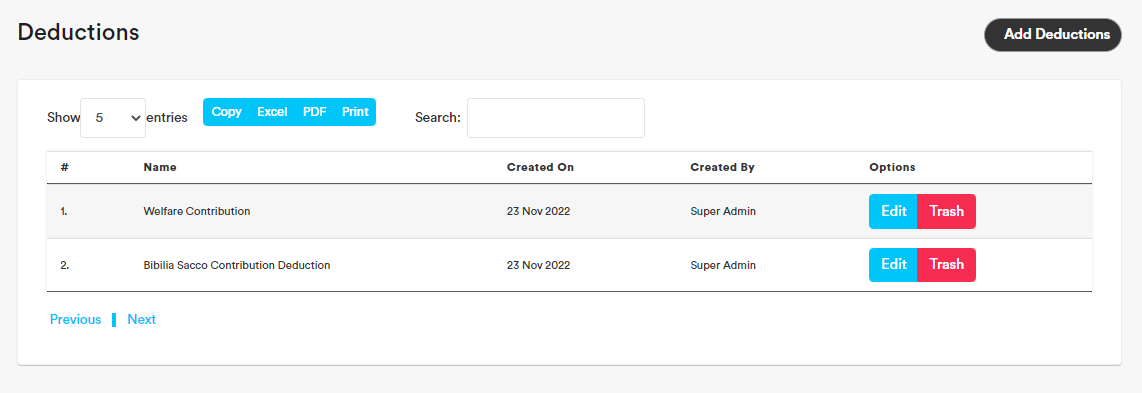 Deductions
Add Deductions
Show 5 entries Copy Excel PDF Print Search:
# Name Created On Created By Options
1. Welfare Contribution 23 Nov 2022 Super Admin Edit Trash
2. Bibilia Sacco Contribution Deduction 23 Nov 2022 Super Admin Edit Trash
Previous Next